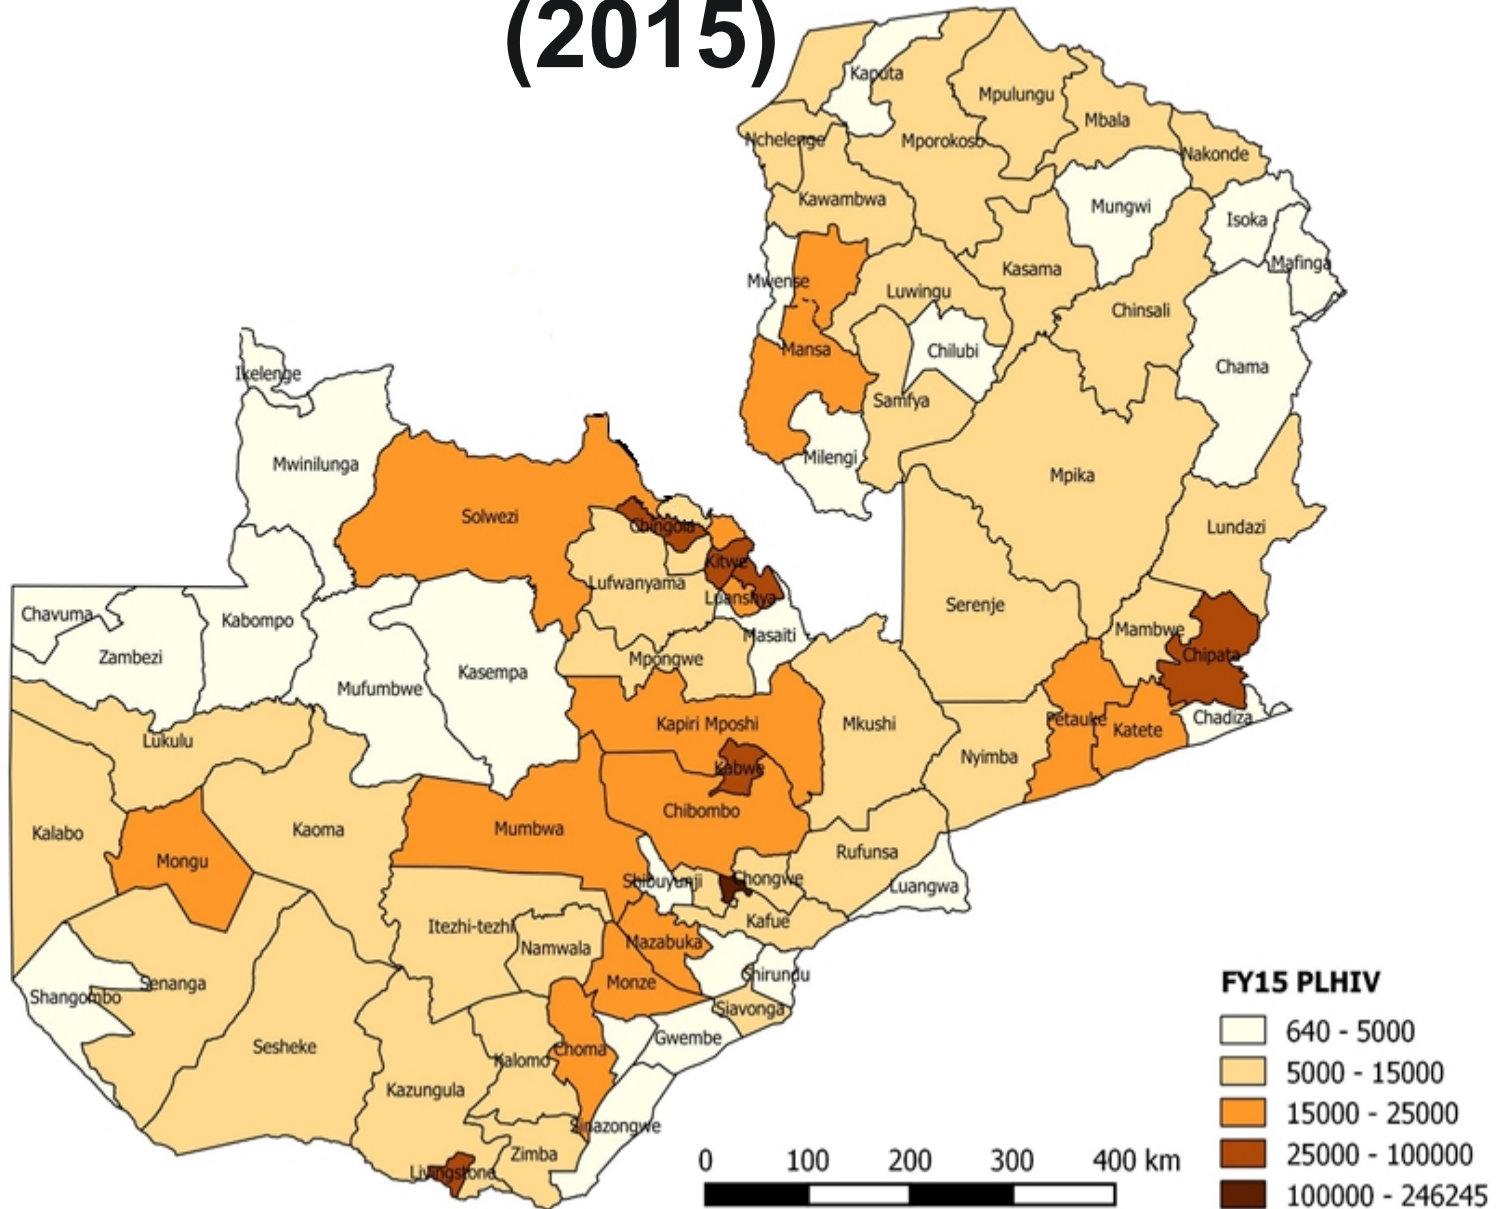 (2015)
Kaputa
Mpulungu
Mbala
Nchelenge
Mporokoso
Nakonde
Kawambwa
Mungwi
Isoka
Mafinga
Kasama
Mwense
Luwingu
Chinsali
Mansa
Chilubi
Chama
Ikelenge
Samfya
Milengi
Mwinilunga
Mpika
Solwezi
Chingola
Lundazi
Kitwe
Lufwanyama
Luanshya
Serenje
Chavuma
Kabompo
Masaiti
Mambwe
Zambezi
Mpongwe
Chipata
Kasempa
Mufumbwe
Kapiri Mposhi
Mkushi
Petauke
Katete
Chadiza
Lukulu
Nyimba
Kabwe
Chibombo
Kalabo
Kaoma
Mumbwa
Mongu
Rufunsa
Shibuyunji
Chongwe
Luangwa
Itezhi-tezhi
Kafue
Namwala
Mazabuka
Senanga
Monze
Chirundu
Shangombo
Siavonga
Gwembe
Sesheke
Kalomo
Choma
Kazungula
Sinazongwe
Zimba
Livingstone
0 100 200 300 400 km
FY15 PLHIV
640 - 5000
5000 - 15000
15000 - 25000
25000 - 100000
100000 - 246245